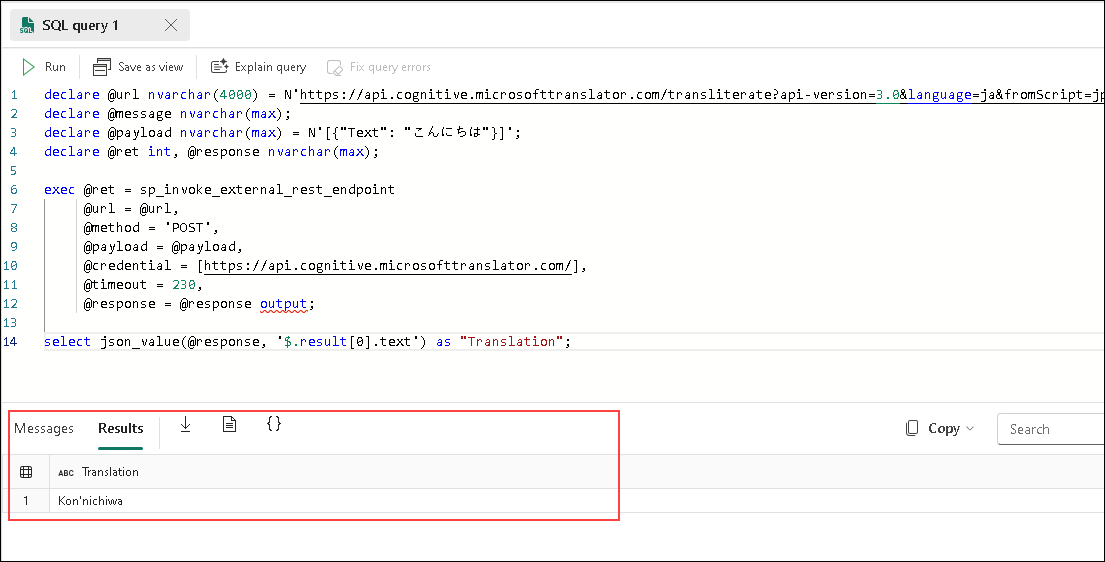 SQL query 1
Run Save as view Explain query Fix query errors
1 declare @url nvarchar(4000) = N'https://api.cognitive.microsofttranslator.com/transliterate?api-version=3.0&language=ja&fromScript=jp
2 declare @message nvarchar(max);
3 declare @payload nvarchar(max) = N'[{"Text": "こんにちは"}]';
4 declare @ret int, @response nvarchar(max);
5
6 exec @ret = sp_invoke_external_rest_endpoint
7 @url = @url,
8 @method = 'POST',
9 @payload = @payload,
10 @credential = [https://api.cognitive.microsofttranslator.com/],
11 @timeout = 230,
12 @response = @response output;
13
14 select json_value(@response, '$.result[0].text') as "Translation";
Messages Results {} Copy Search
ABC Translation
1 Kon'nichiwa